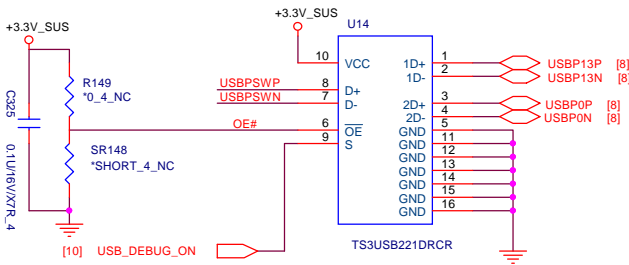 +3.3V_SUS
+3.3V_SUS
U14
C325
0.1U/16V/X7R_4
R149
*0_4_NC
SR148
*SHORT_4_NC
USBPSWP
USBPSWN
OE#
[10] USB_DEBUG_ON
10 VCC
8 D+
7 D-
6 OE
9 S
1D+ 1
1D- 2
2D+ 3
2D- 4
GND 5
GND 11
GND 12
GND 13
GND 14
GND 15
GND 16
USBP13P [8]
USBP13N [8]
USBP0P [8]
USBP0N [8]
TS3USB221DRCR